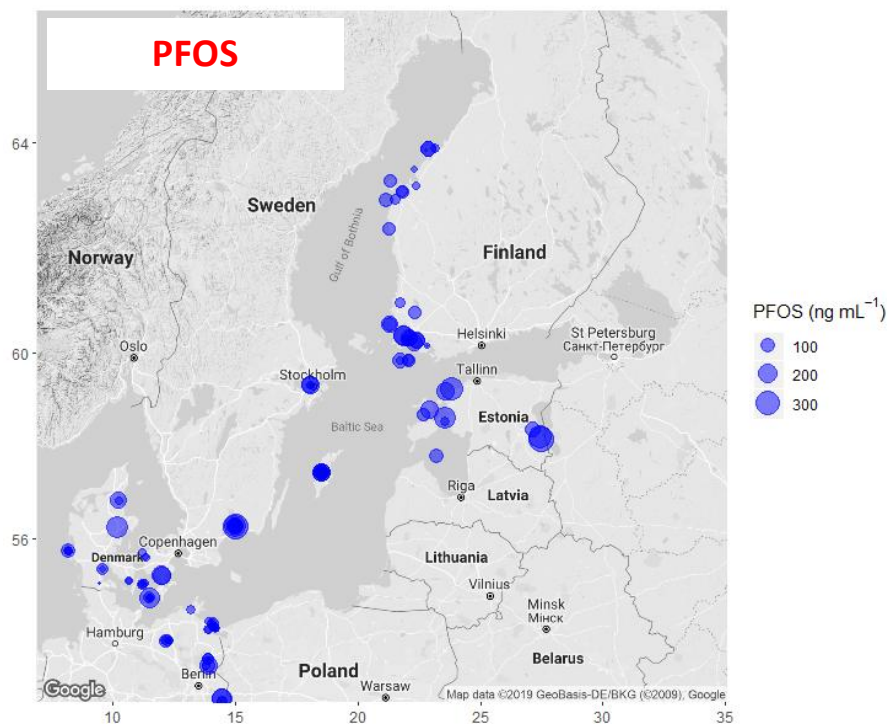 PFOS
64
60
56
10
15
20
25
30
35
Norway
Sweden
Finland
Gulf of Bothnia
Oslo
Stockholm
Helsinki
St Petersburg
Санкт-Петербург
Tallinn
Baltic Sea
Estonia
Riga
Latvia
Copenhagen
Denmark
Lithuania
Vilnius
Minsk
Мінск
Hamburg
Berlin
Poland
Belarus
Warsaw
Google
Map data ©2019 GeoBasis-DE/BKG (©2009), Google
PFOS (ng mL⁻¹)
100
200
300